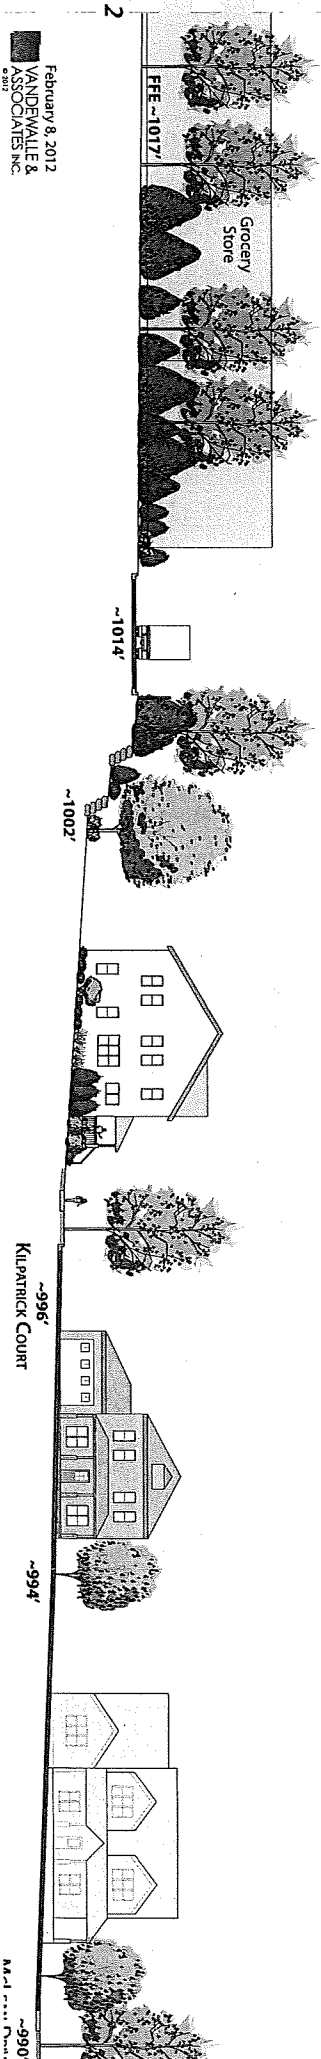 2
FFE ~1017'
Grocery
Store
~1014'
~1002'
~996'
KILPATRICK COURT
~994'
~990'
February 8, 2012
VANDEWALLE &
ASSOCIATES INC.
© 2012